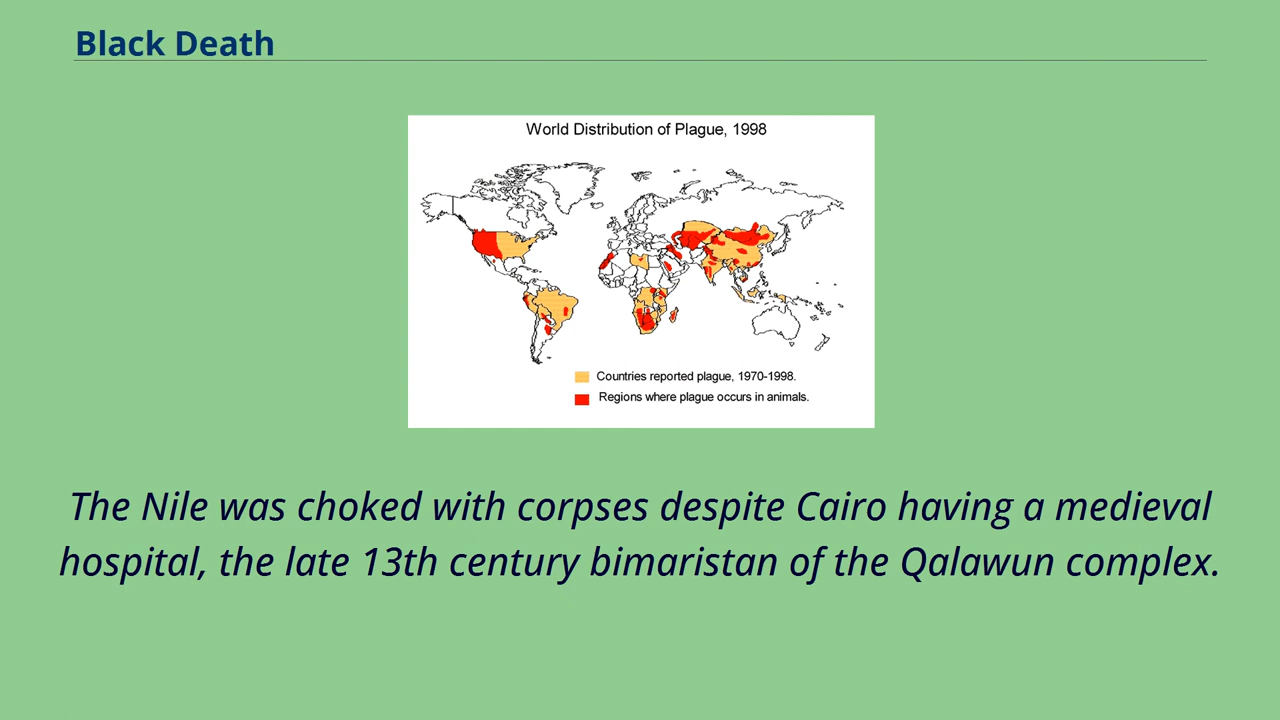 Black Death
World Distribution of Plague, 1998
Countries reported plague, 1970-1998.
Regions where plague occurs in animals.
The Nile was choked with corpses despite Cairo having a medieval
hospital, the late 13th century bimaristan of the Qalawun complex.